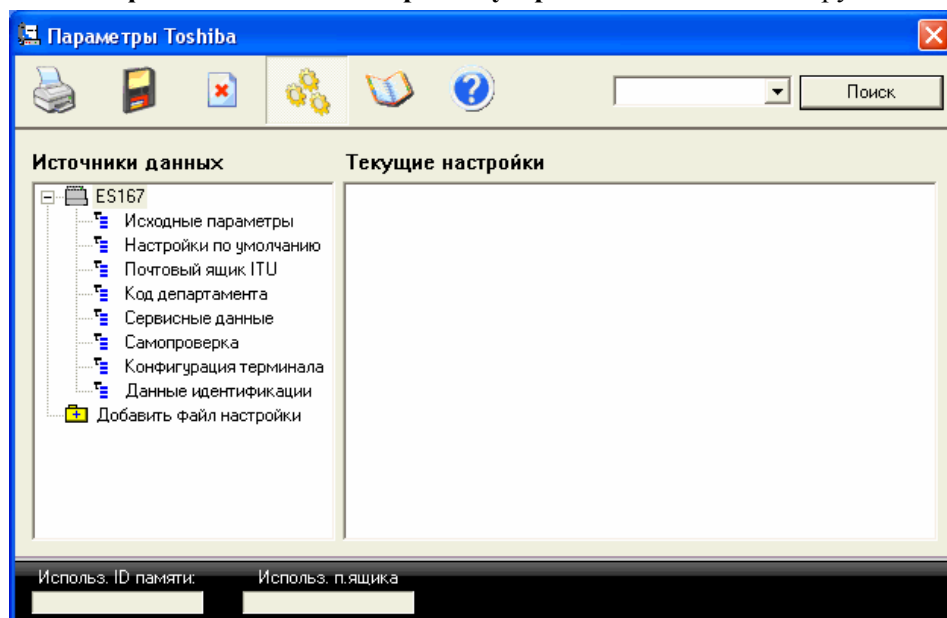 Параметры Toshiba
Поиск
Источники данных
Текущие настройки
ES167
Исходные параметры
Настройки по умолчанию
Почтовый ящик ITU
Код департамента
Сервисные данные
Самопроверка
Конфигурация терминала
Данные идентификации
Добавить файл настройки
Использ. ID памяти:
Использ. п.ящика